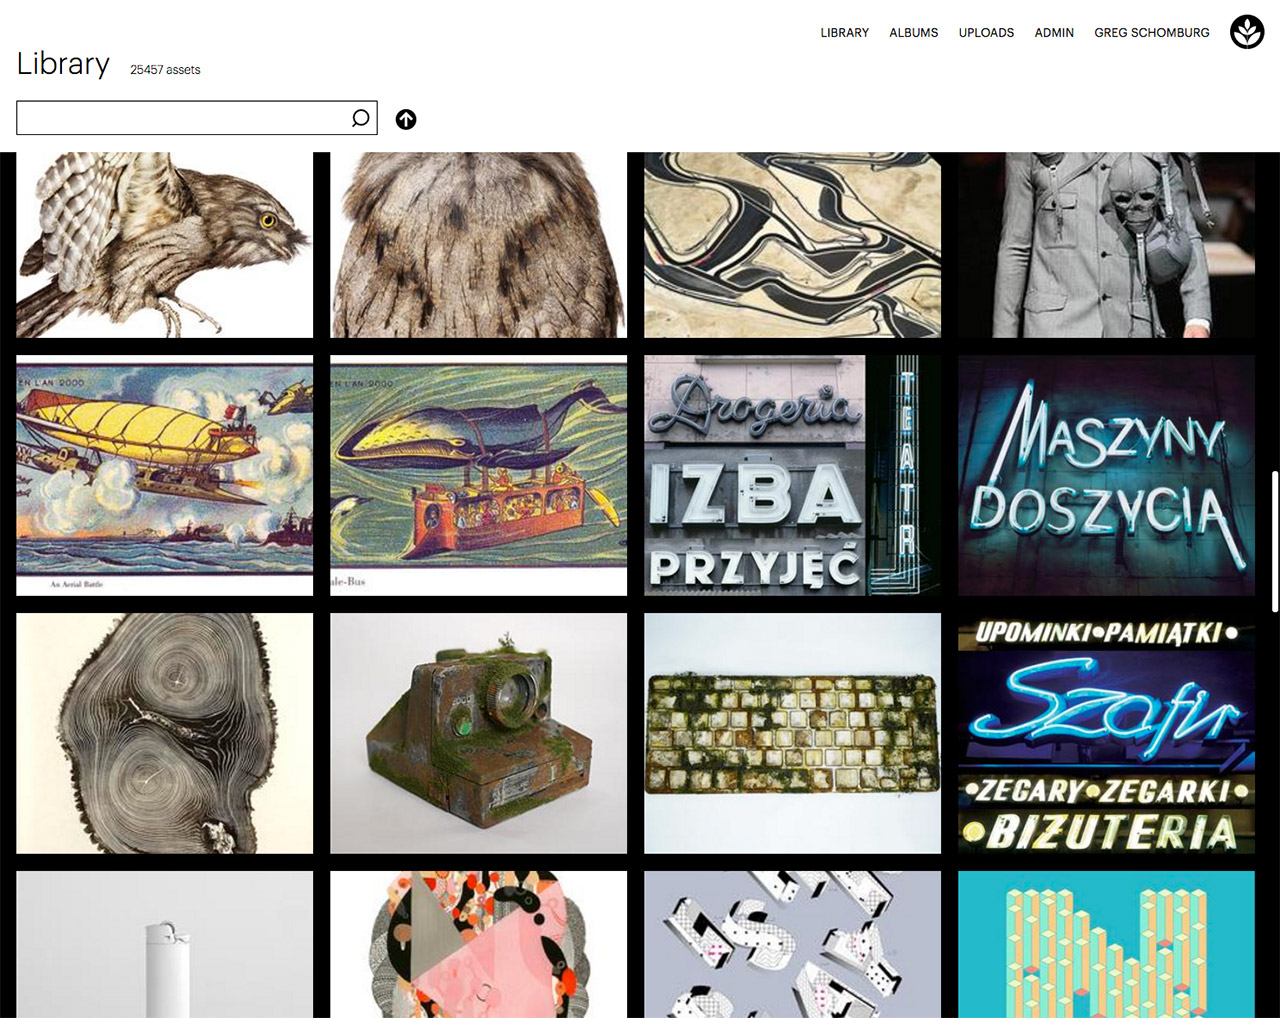 LIBRARY ALBUMS UPLOADS ADMIN GREG SCHOMBURG
Library 25457 assets
EN L'AN 2000
EN L'AN 2000
An Aerial Battle
ale-Bus
Drogeria
IZBA
PRZYJĘĆ
TEATR
MASZYNY
DOSZYCIA
UPOMINKI•PAMIĄTKI•
Szafir
•ZEGARY•ZEGARKI•
•BIŻUTERIA